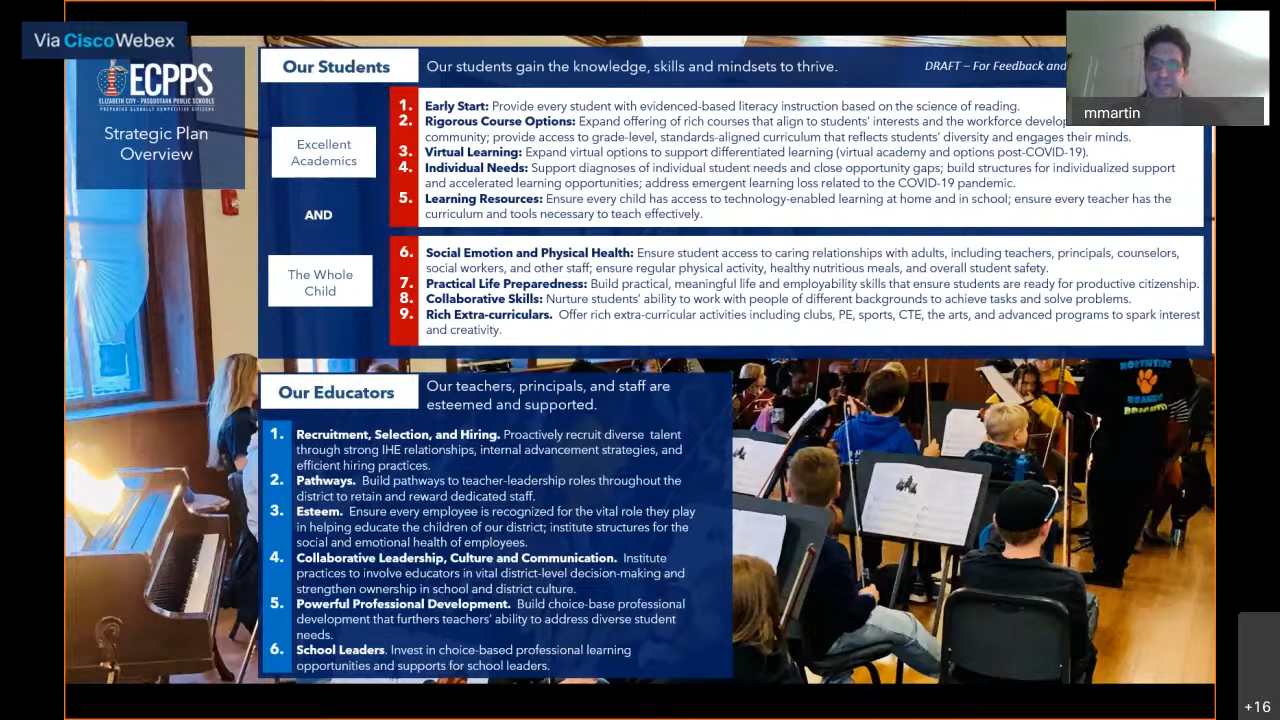 Via CiscoWebex
ECPPS
ELIZABETH CITY - PASQUOTANK PUBLIC SCHOOLS
PREPARING GLOBALLY COMPETITIVE CITIZENS
Strategic Plan
Overview
Our Students
Our students gain the knowledge, skills and mindsets to thrive.
DRAFT – For Feedback and
mmartin
Excellent
Academics
AND
The Whole
Child
1. Early Start: Provide every student with evidenced-based literacy instruction based on the science of reading.
2. Rigorous Course Options: Expand offering of rich courses that align to students' interests and the workforce develop
community; provide access to grade-level, standards-aligned curriculum that reflects students' diversity and engages their minds.
3. Virtual Learning: Expand virtual options to support differentiated learning (virtual academy and options post-COVID-19).
4. Individual Needs: Support diagnoses of individual student needs and close opportunity gaps; build structures for individualized support
and accelerated learning opportunities; address emergent learning loss related to the COVID-19 pandemic.
5. Learning Resources: Ensure every child has access to technology-enabled learning at home and in school; ensure every teacher has the
curriculum and tools necessary to teach effectively.
6. Social Emotion and Physical Health: Ensure student access to caring relationships with adults, including teachers, principals, counselors,
social workers, and other staff; ensure regular physical activity, healthy nutritious meals, and overall student safety.
7. Practical Life Preparedness: Build practical, meaningful life and employability skills that ensure students are ready for productive citizenship.
8. Collaborative Skills: Nurture students' ability to work with people of different backgrounds to achieve tasks and solve problems.
9. Rich Extra-curriculars. Offer rich extra-curricular activities including clubs, PE, sports, CTE, the arts, and advanced programs to spark interest
and creativity.
Our Educators
Our teachers, principals, and staff are
esteemed and supported.
1. Recruitment, Selection, and Hiring. Proactively recruit diverse talent
through strong IHE relationships, internal advancement strategies, and
efficient hiring practices.
2. Pathways. Build pathways to teacher-leadership roles throughout the
district to retain and reward dedicated staff.
3. Esteem. Ensure every employee is recognized for the vital role they play
in helping educate the children of our district; institute structures for the
social and emotional health of employees.
4. Collaborative Leadership, Culture and Communication. Institute
practices to involve educators in vital district-level decision-making and
strengthen ownership in school and district culture.
5. Powerful Professional Development. Build choice-base professional
development that furthers teachers' ability to address diverse student
needs.
6. School Leaders. Invest in choice-based professional learning
opportunities and supports for school leaders.
+16